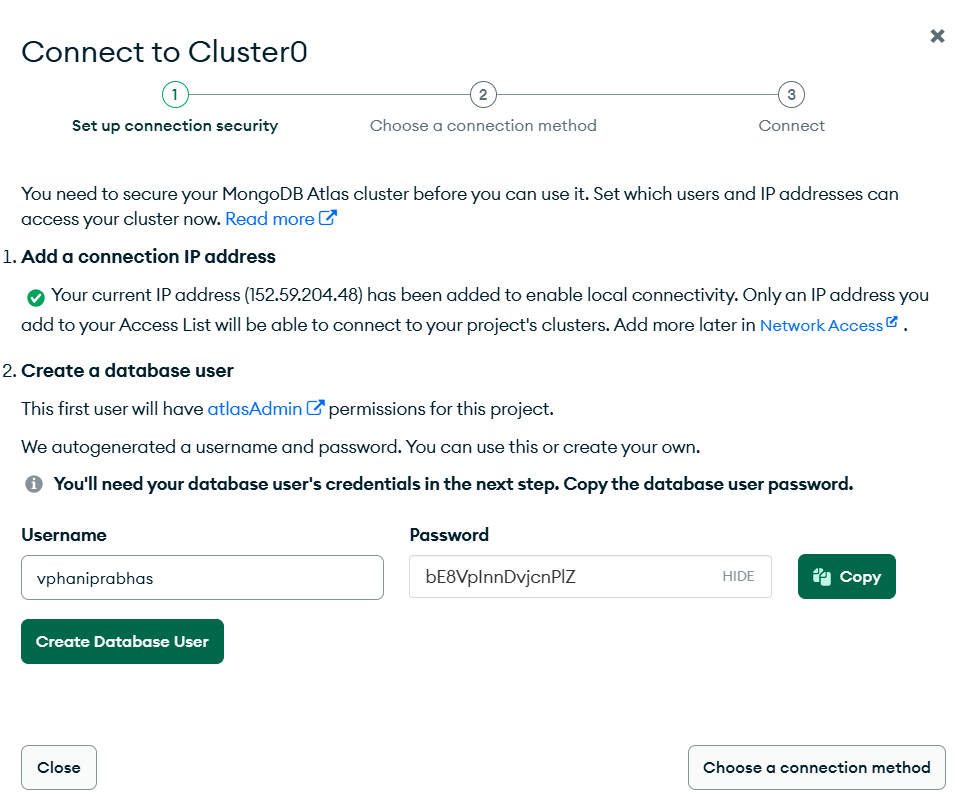 Connect to Cluster0
1
2
3
Set up connection security
Choose a connection method
Connect
You need to secure your MongoDB Atlas cluster before you can use it. Set which users and IP addresses can
access your cluster now. Read more
1. Add a connection IP address
Your current IP address (152.59.204.48) has been added to enable local connectivity. Only an IP address you
add to your Access List will be able to connect to your project's clusters. Add more later in Network Access .
2. Create a database user
This first user will have atlasAdmin permissions for this project.
We autogenerated a username and password. You can use this or create your own.
You'll need your database user's credentials in the next step. Copy the database user password.
Username
Password
vphaniprabhas
bE8VpInnDvjcnPlZ
HIDE
Copy
Create Database User
Close
Choose a connection method